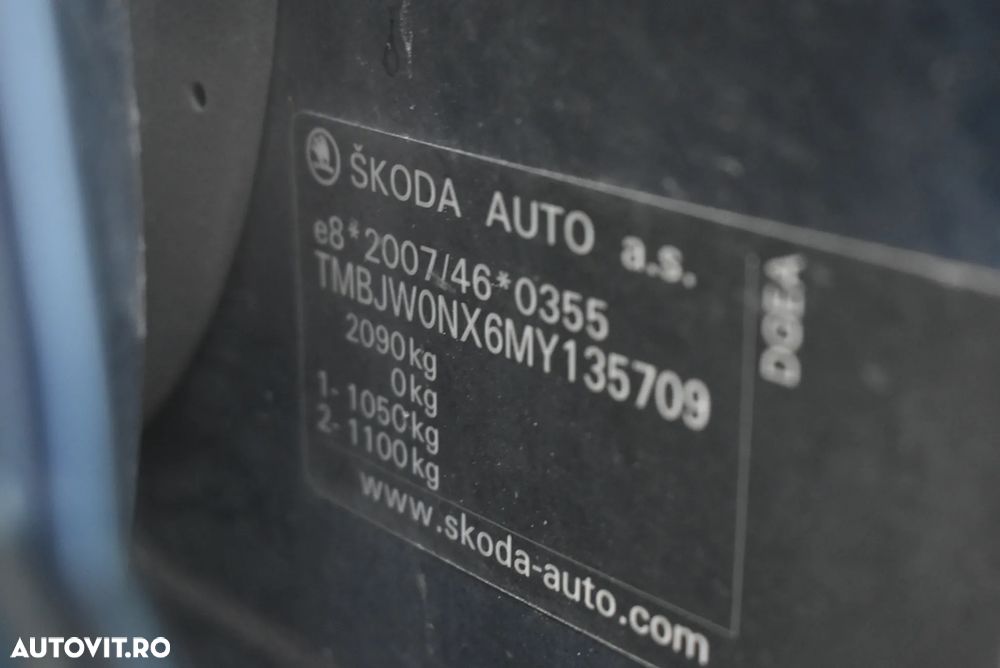 ŠKODA AUTO a.s.
e8*2007/46*0355
TMBJW0NX6MY135709
2090kg
0kg
1- 1050kg
2- 1100kg
www.skoda-auto.com
DGEA
AUTOVIT.RO